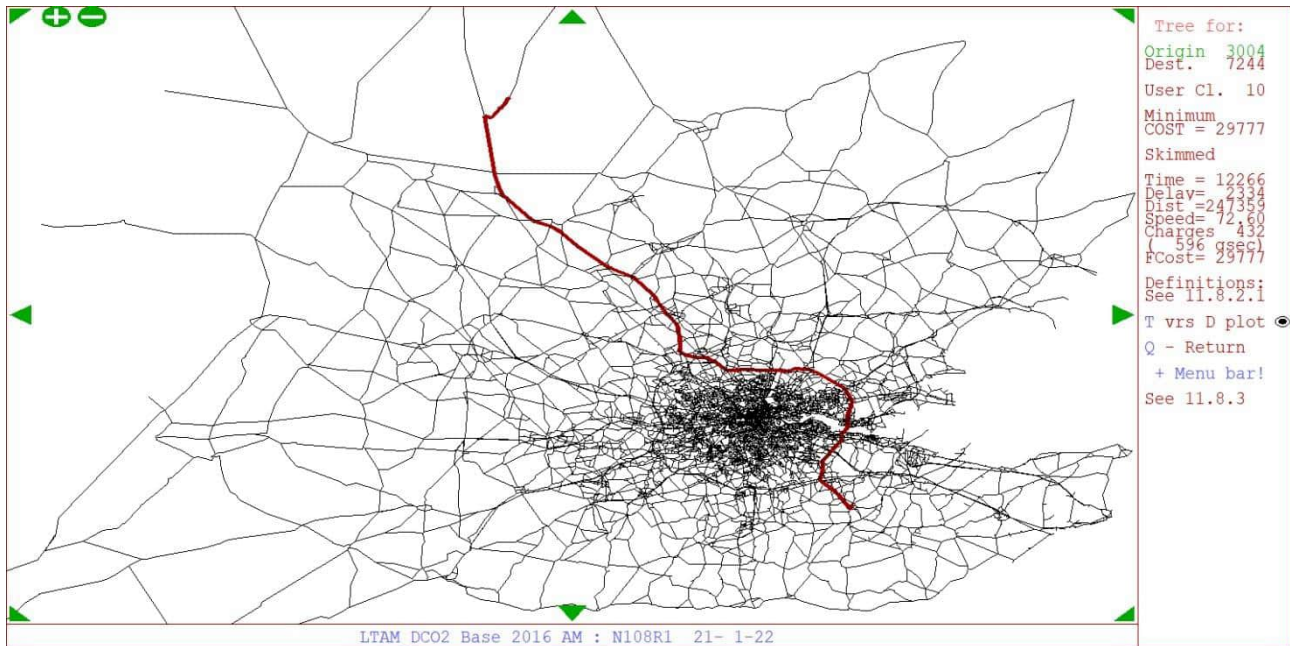 Tree for:
Origin 3004
Dest. 7244
User Cl. 10
Minimum
COST = 29777
Skimmed
Time = 12266
Delay= 2334
Dist =247359
Speed= 72.60
Charges 432
( 596 gsec)
FCost= 29777
Definitions:
See 11.8.2.1
T vrs D plot
Q - Return
+ Menu bar!
See 11.8.3
LTAM DCO2 Base 2016 AM : N108R1 21- 1-22